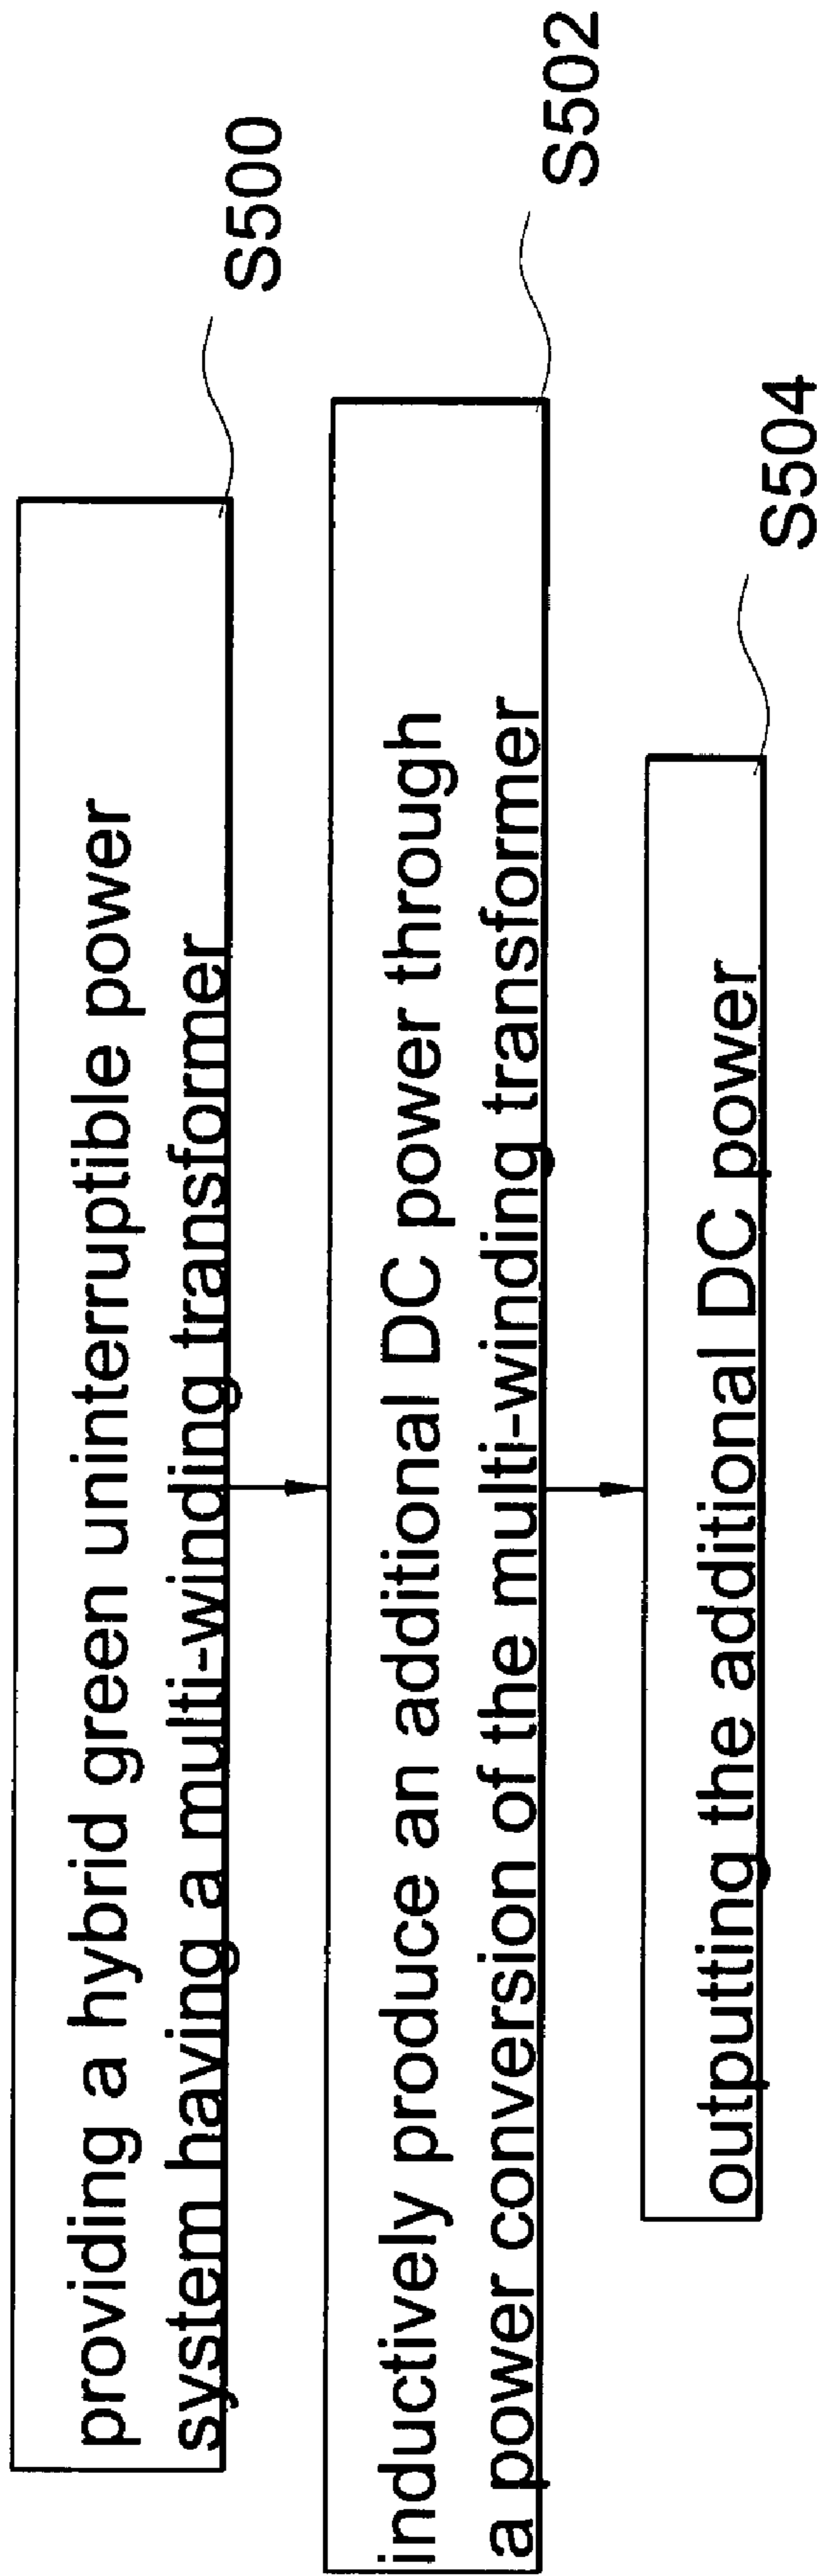 providing a hybrid green uninterruptible power
system having a multi-winding transformer
S500
inductively produce an additional DC power through
a power conversion of the multi-winding transformer
S502
outputting the additional DC power
S504